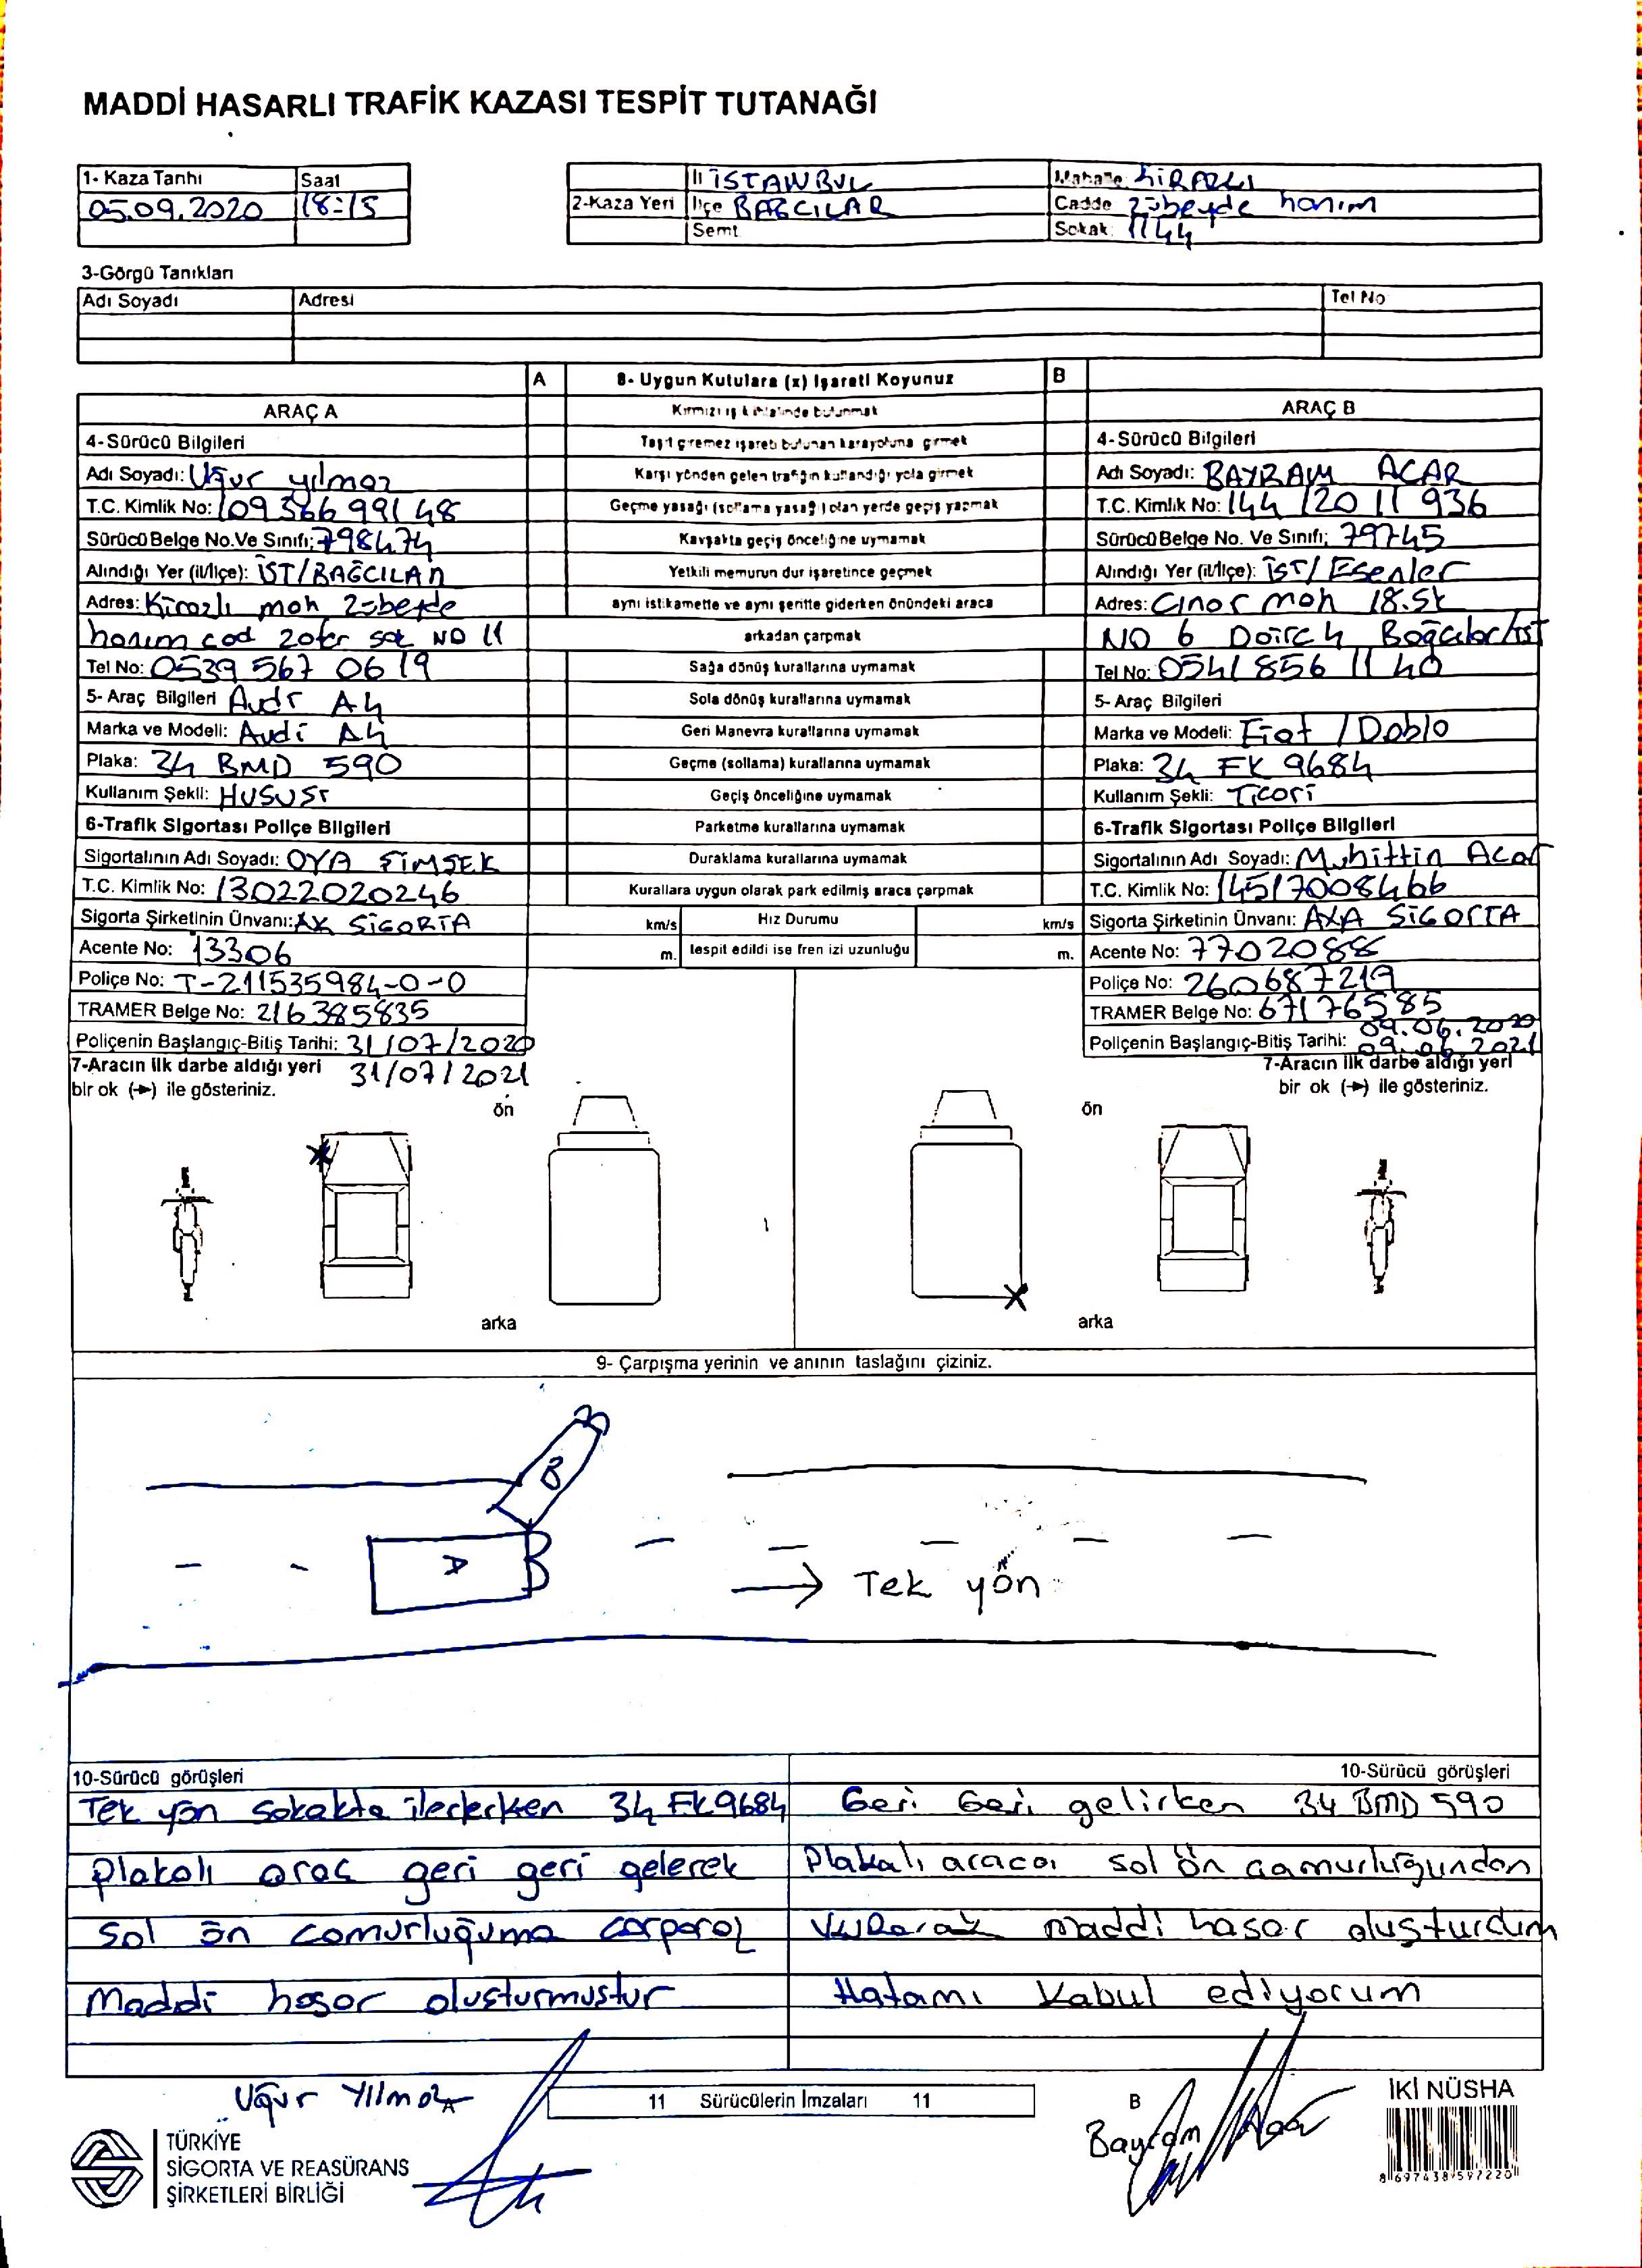 MADDİ HASARLI TRAFİK KAZASI TESPİT TUTANAĞI
1- Kaza Tarihi Saat
05.09.2020 18:15
2-Kaza Yeri
İl İSTANBUL
İlçe BAĞCILAR
Semt
Mahalle: KİRAZLI
Cadde zübeyde hanım
Sokak: 1144
3-Görgü Tanıkları
Adı Soyadı Adresi Tel No
A 8- Uygun Kutulara (x) İşareti Koyunuz B
ARAÇ A
4-Sürücü Bilgileri
Adı Soyadı: Uğur yılmaz
T.C. Kimlik No: 10936699148
Sürücü Belge No.Ve Sınıfı: 798474
Alındığı Yer (il/ilçe): İST/BAĞCILAR
Adres: Kirazlı mah Zübeyde
hanım cad zafer sok NO 11
Tel No: 0539 567 06 19
5- Araç Bilgileri Audi A4
Marka ve Modeli: Audi A4
Plaka: 34 BMD 590
Kullanım Şekli: HUSUSİ
6-Trafik Sigortası Poliçe Bilgileri
Sigortalının Adı Soyadı: OYA ŞİMŞEK
T.C. Kimlik No: 13022020246
Sigorta Şirketinin Ünvanı: AK SİGORTA
Acente No: 13306
Poliçe No: T-211535984-0-0
TRAMER Belge No: 216385835
Poliçenin Başlangıç-Bitiş Tarihi: 31/07/2020
31/07/2021
7-Aracın ilk darbe aldığı yeri
bir ok (→) ile gösteriniz.
Kırmızı ışık ihlalinde bulunmak
Taşıt giremez işareti bulunan karayoluna girmek
Karşı yönden gelen trafiğin kullandığı yola girmek
Geçme yasağı (sollama yasağı) olan yerde geçiş yapmak
Kavşakta geçiş önceliğine uymamak
Yetkili memurun dur işaretince geçmek
aynı istikamette ve aynı şeritte giderken önündeki araca
arkadan çarpmak
Sağa dönüş kurallarına uymamak
Sola dönüş kurallarına uymamak
Geri Manevra kurallarına uymamak
Geçme (sollama) kurallarına uymamak
Geçiş önceliğine uymamak
Parketme kurallarına uymamak
Duraklama kurallarına uymamak
Kurallara uygun olarak park edilmiş araca çarpmak
km/s Hız Durumu km/s
m. tespit edildi ise fren izi uzunluğu m.
ARAÇ B
4-Sürücü Bilgileri
Adı Soyadı: BAYRAM ACAR
T.C. Kimlik No: 144 120 11 936
Sürücü Belge No. Ve Sınıfı: 79745
Alındığı Yer (il/ilçe): İST/Esenler
Adres: Çınar mah 18.sk
NO 6 Daire 4 Bağcılar/İst
Tel No: 0541 856 11 40
5- Araç Bilgileri
Marka ve Modeli: Fiat / Doblo
Plaka: 34 FK 9684
Kullanım Şekli: Ticari
6-Trafik Sigortası Poliçe Bilgileri
Sigortalının Adı Soyadı: Muhittin Acar
T.C. Kimlik No: 14517008466
Sigorta Şirketinin Ünvanı: AXA SİGORTA
Acente No: 7702088
Poliçe No: 260687219
TRAMER Belge No: 67176585
Poliçenin Başlangıç-Bitiş Tarihi: 09.06.2020
09.06.2021
7-Aracın ilk darbe aldığı yeri
bir ok (→) ile gösteriniz.
ön ön
arka arka
9- Çarpışma yerinin ve anının taslağını çiziniz.
B
A
Tek yön
10-Sürücü görüşleri
Tek yön sokakta ilerlerken 34 FK9684
plakalı araç geri geri gelerek
sol ön çamurluğuma çarparak
Maddi hasar oluşturmuştur
10-Sürücü görüşleri
Geri Geri gelirken 34 BMD 590
Plakalı aracı sol ön çamurluğundan
Vurarak maddi hasar oluşturdum
Hatamı Kabul ediyorum
Uğur Yılmaz A
11 Sürücülerin İmzaları 11
B
Bayram Acar
İKİ NÜSHA
8 697438 597220
TÜRKİYE
SİGORTA VE REASÜRANS
ŞİRKETLERİ BİRLİĞİ